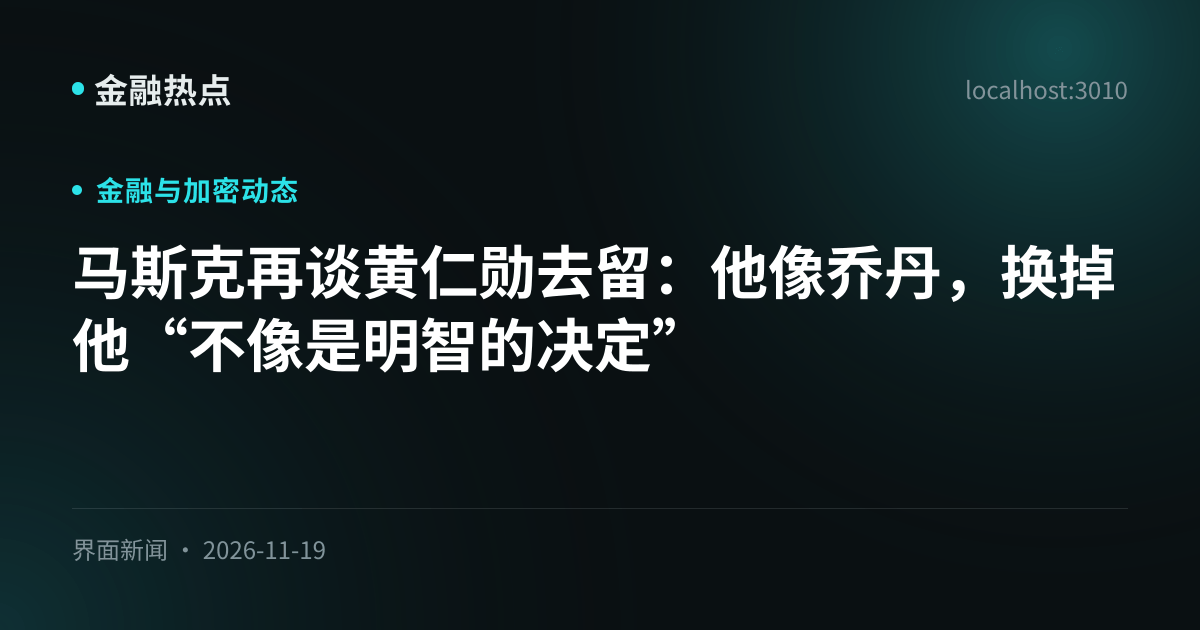 金融热点
localhost:3010
金融与加密动态
马斯克再谈黄仁勋去留：他像乔丹，换掉
他“不像是明智的决定”
界面新闻 · 2026-11-19